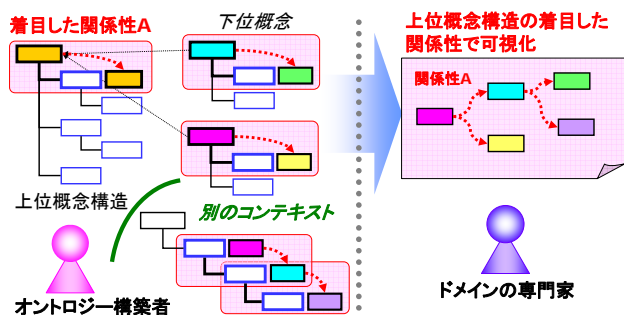 着目した関係性A
下位概念
上位概念構造の着目した
関係性で可視化
関係性A
上位概念構造
別のコンテキスト
オントロジー構築者
ドメインの専門家